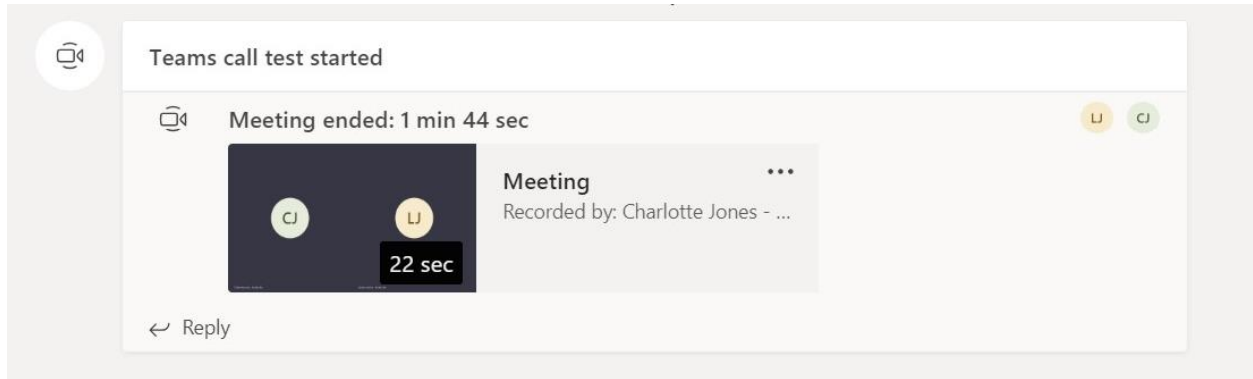 Teams call test started
Meeting ended: 1 min 44 sec
LJ CJ
CJ LJ
22 sec
Meeting
Recorded by: Charlotte Jones - ...
Reply